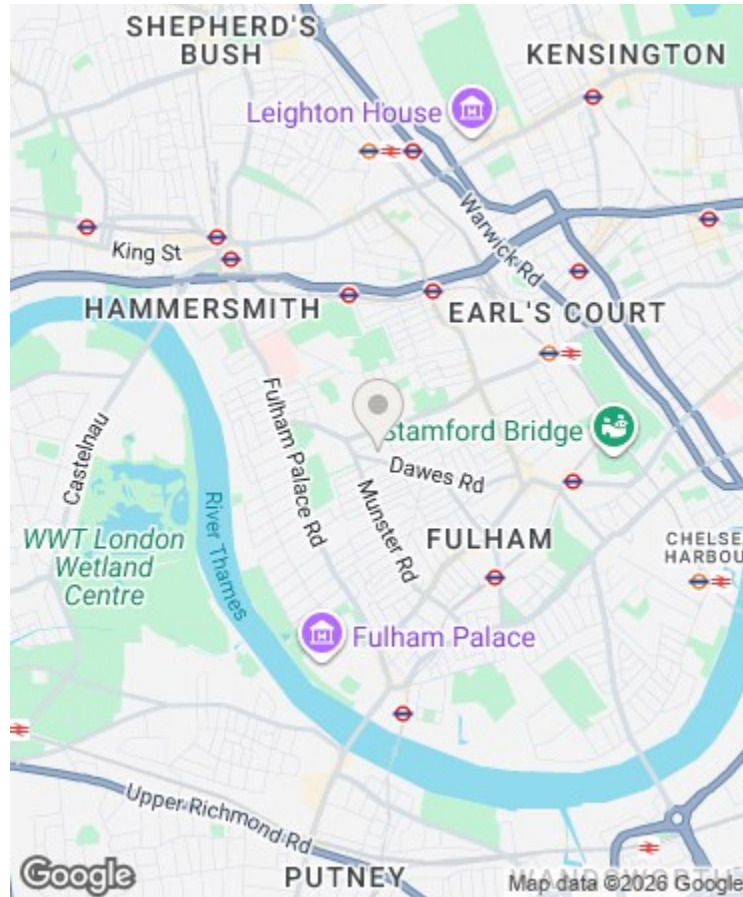 SHEPHERD'S
BUSH
KENSINGTON
Leighton House
Warwick Rd
King St
HAMMERSMITH
EARL'S COURT
Fulham Palace Rd
Castelnau
Stamford Bridge
Dawes Rd
River Thames
Munster Rd
FULHAM
WWT London
Wetland
Centre
CHELSEA
HARBOU
Fulham Palace
Upper Richmond Rd
PUTNEY
WANDSWORTH
Google
Map data ©2026 Google